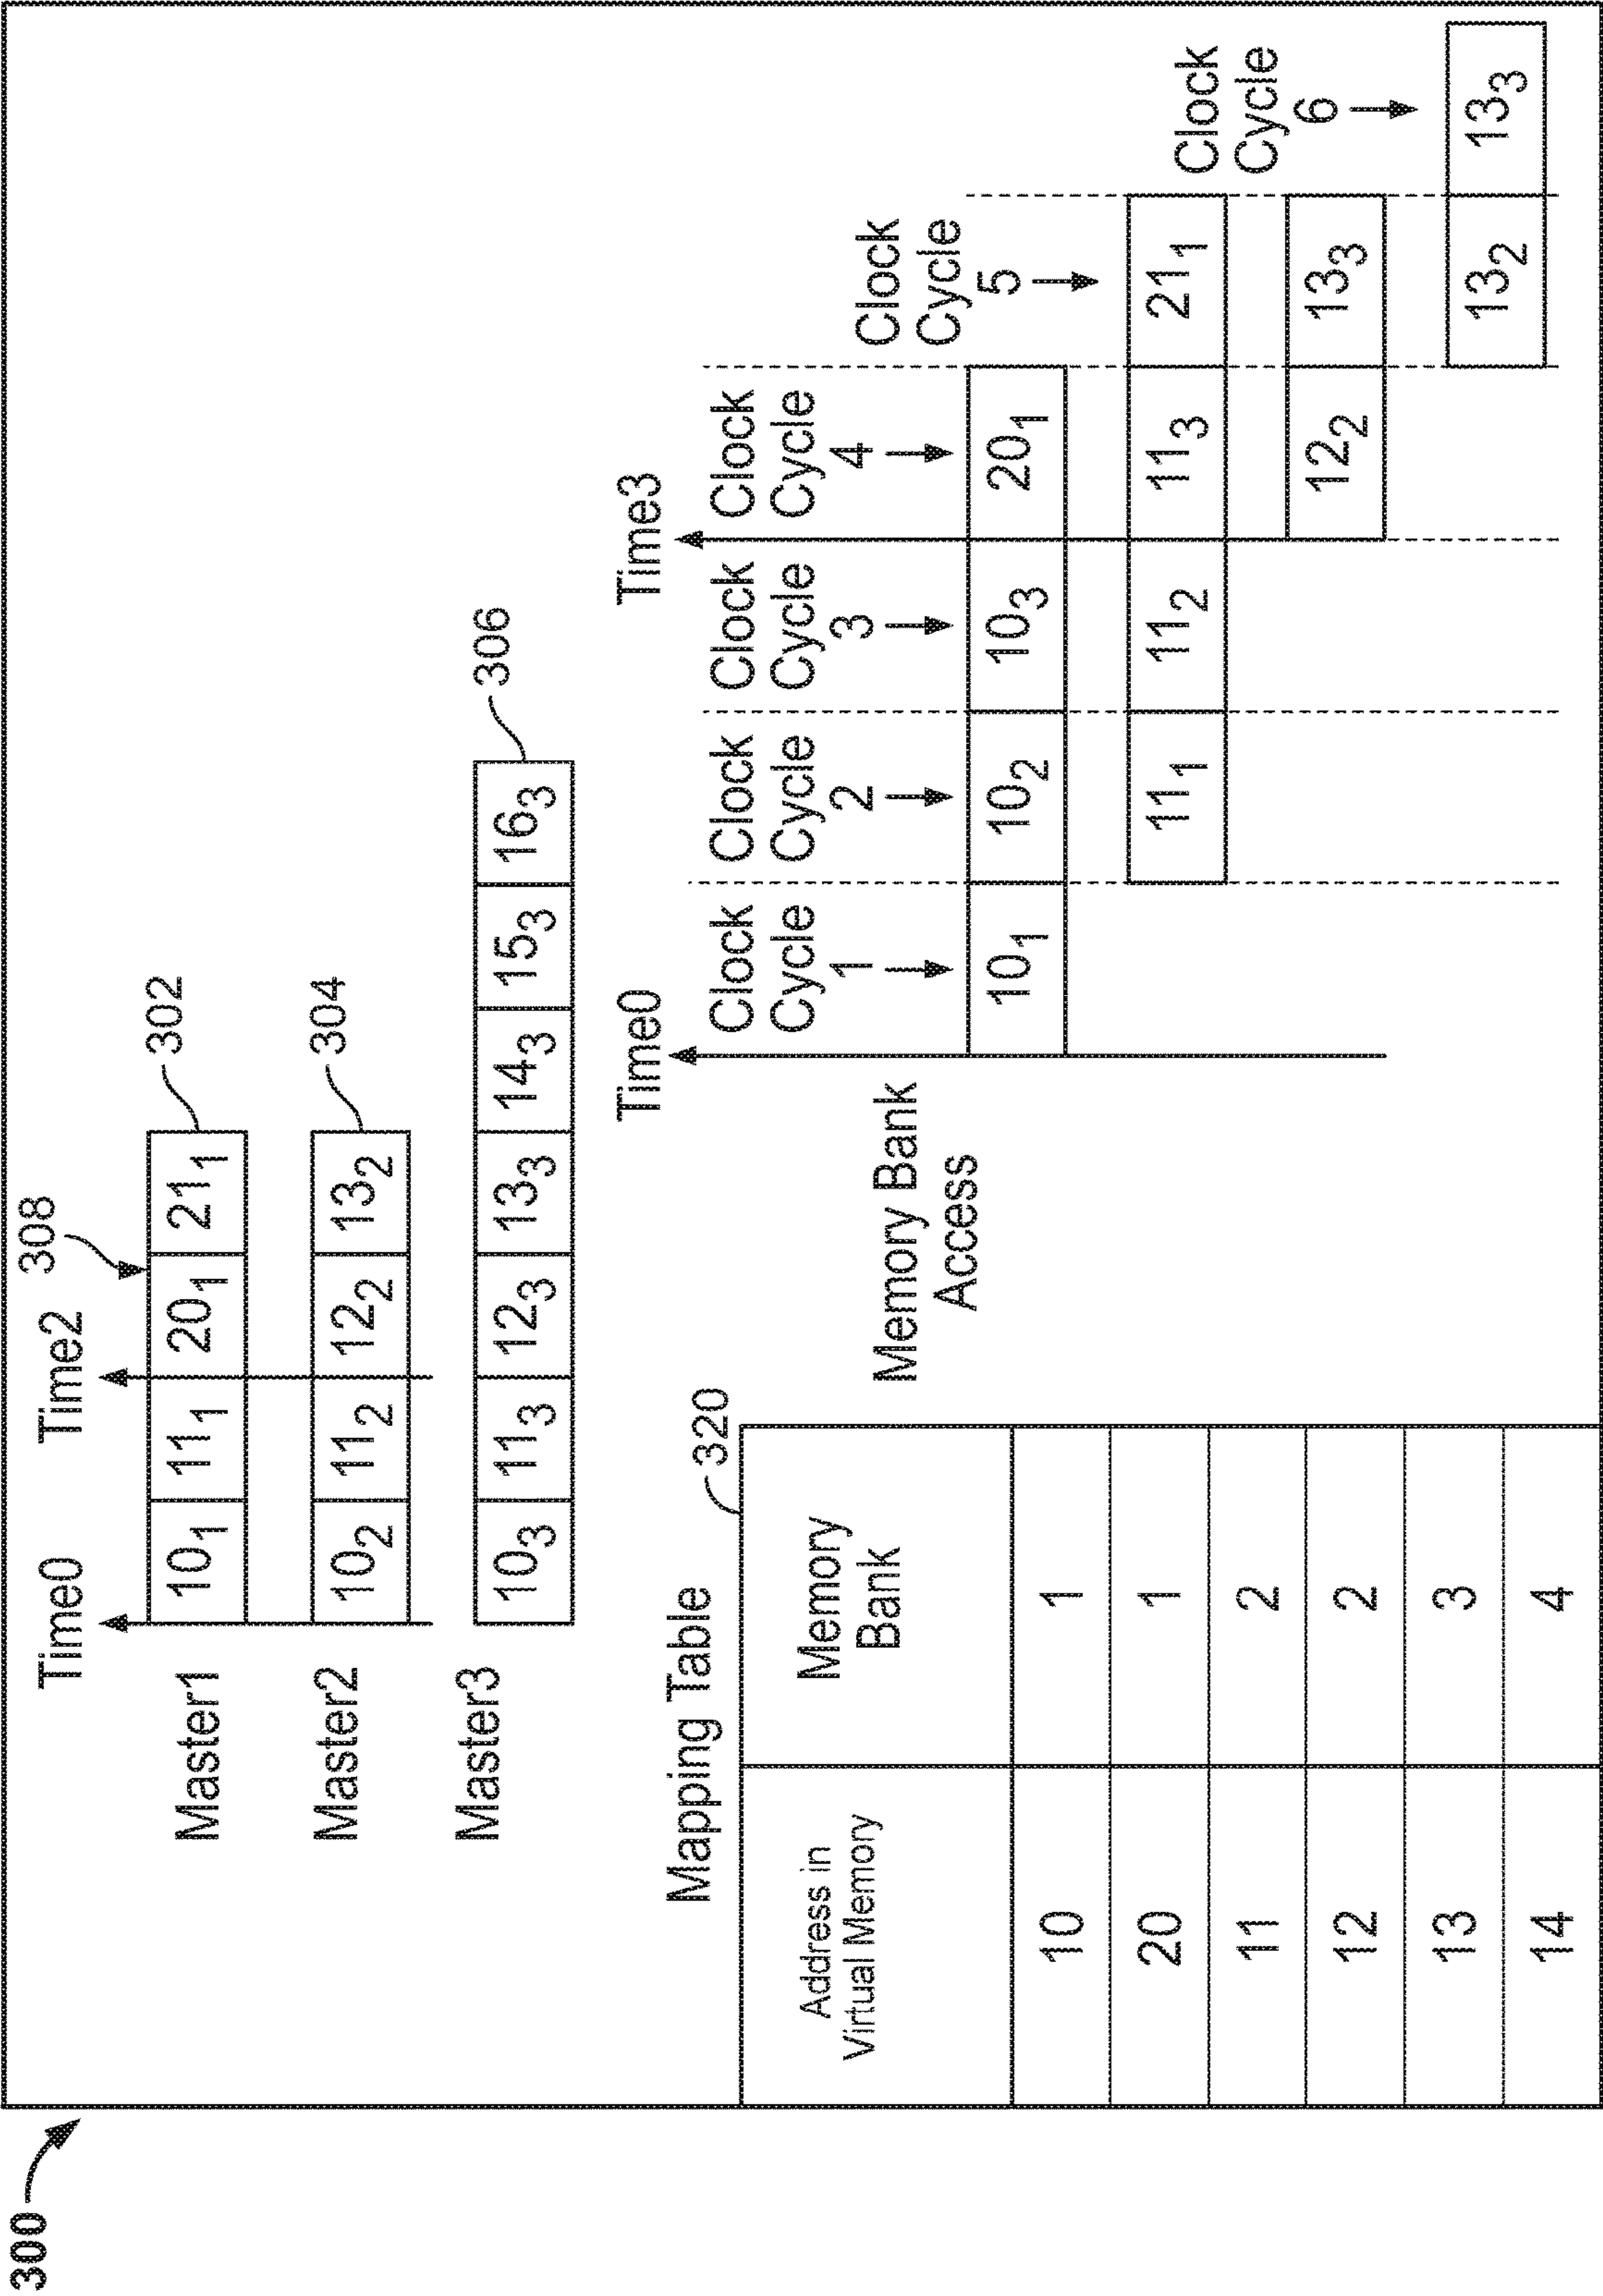 300
Time0 Time2 308
Master1 10₁ 11₁ 20₁ 21₁ 302
Master2 10₂ 11₂ 12₂ 13₂ 304
Master3 10₃ 11₃ 12₃ 13₃ 14₃ 15₃ 16₃ 306
Mapping Table 320
Address in
Virtual Memory
Memory
Bank
10 1
20 1
11 2
12 2
13 3
14 4
Time0 Time3
Memory Bank
Access
Clock
Cycle
1
Clock
Cycle
2
Clock
Cycle
3
Clock
Cycle
4
Clock
Cycle
5
Clock
Cycle
6
10₁ 10₂ 10₃ 20₁
11₁ 11₂ 11₃ 21₁
12₂ 13₃
13₂ 13₃